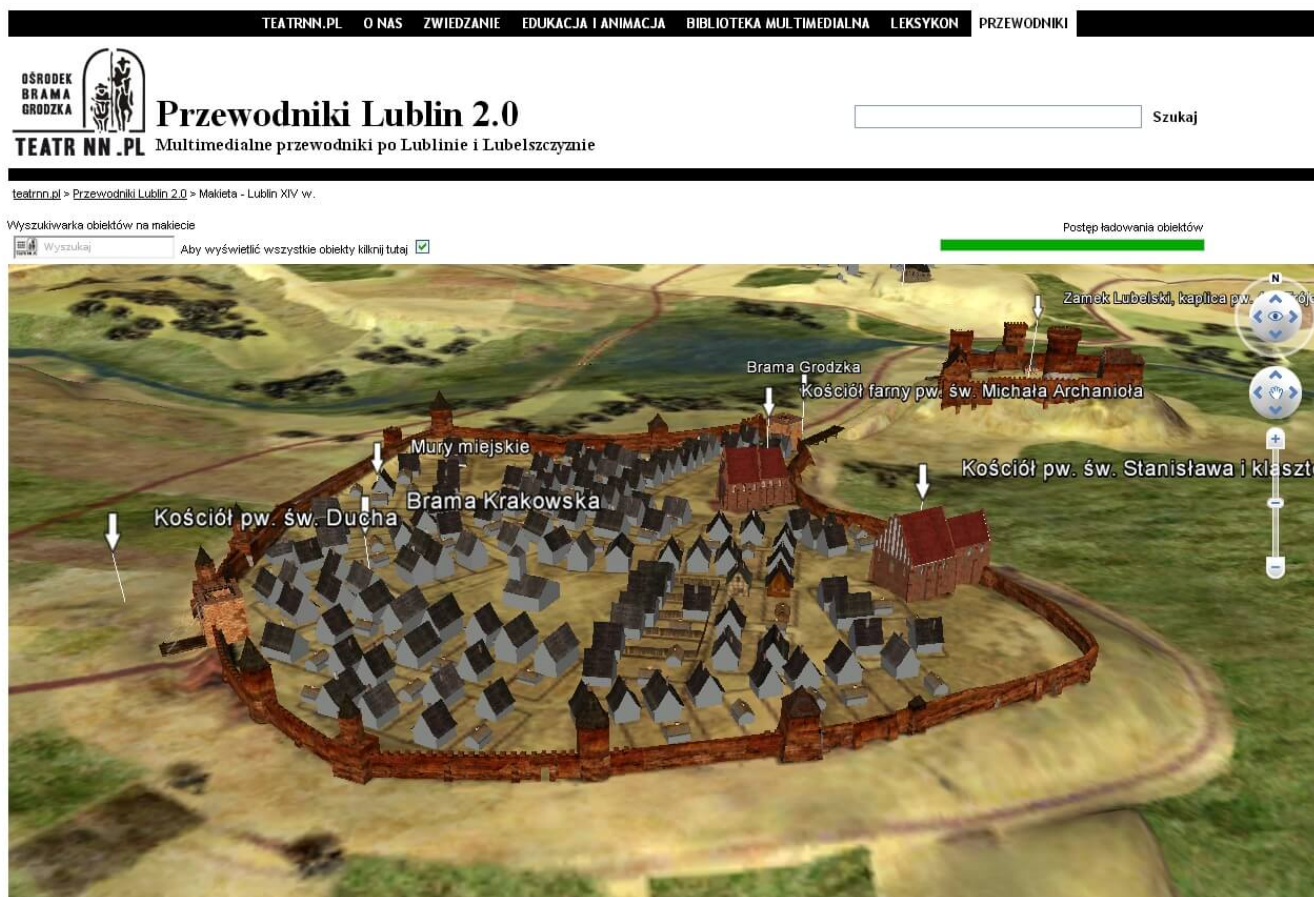 TEATRNN.PL O NAS ZWIEDZANIE EDUKACJA I ANIMACJA BIBLIOTEKA MULTIMEDIALNA LEKSYKON PRZEWODNIKI
OŚRODEK
BRAMA
GRODZKA
TEATR NN .PL
Przewodniki Lublin 2.0
Multimedialne przewodniki po Lublinie i Lubelszczyznie
Szukaj
teatrnn.pl > Przewodniki Lublin 2.0 > Makieta - Lublin XIV w.
Wyszukiwarka obiektów na makiecie
Postęp ładowania obiektów
Wyszukaj
Aby wyświetlić wszystkie obiekty kilknij tutaj
N
Zamek Lubelski, kaplica pw.
Brama Grodzka
Kościół farny pw. św. Michała Archanioła
Mury miejskie
Kościół pw. św. Stanisława i klaszto
Brama Krakowska
Kościół pw. św. Ducha